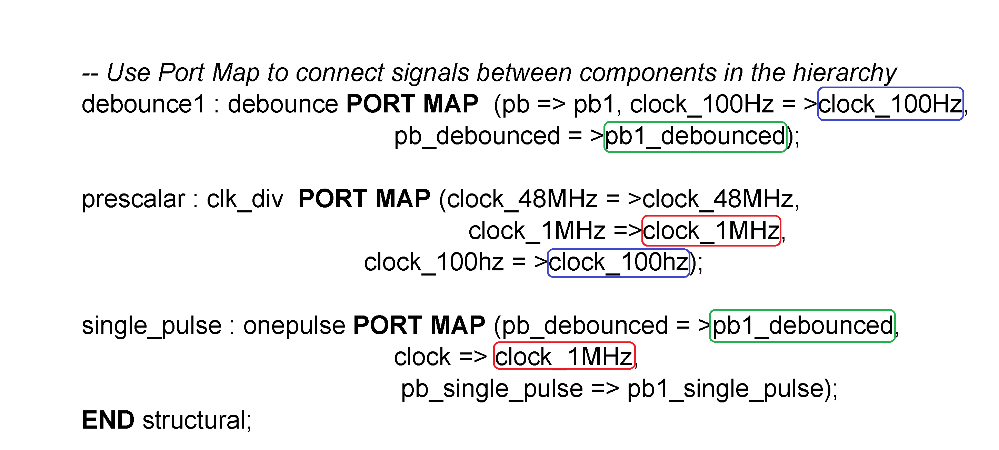 -- Use Port Map to connect signals between components in the hierarchy
debounce1 : debounce PORT MAP (pb => pb1, clock_100Hz = >clock_100Hz,
pb_debounced = >pb1_debounced);
prescalar : clk_div PORT MAP (clock_48MHz = >clock_48MHz,
clock_1MHz =>clock_1MHz,
clock_100hz = >clock_100hz);
single_pulse : onepulse PORT MAP (pb_debounced = >pb1_debounced,
clock => clock_1MHz,
pb_single_pulse => pb1_single_pulse);
END structural;